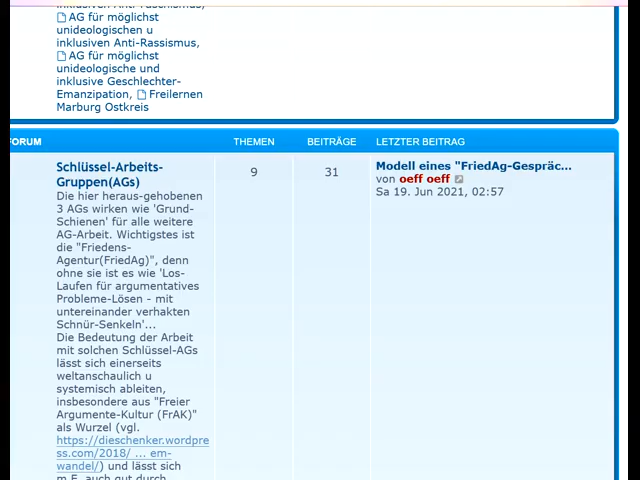 AG für möglichst
unideologischen u
inklusiven Anti-Rassismus,
AG für möglichst
unideologische und
inklusive Geschlechter-
Emanzipation, Freilernen
Marburg Ostkreis
FORUM THEMEN BEITRÄGE LETZTER BEITRAG
Schlüssel-Arbeits-
Gruppen(AGs)
Die hier heraus-gehobenen
3 AGs wirken wie 'Grund-
Schienen' für alle weitere
AG-Arbeit. Wichtigstes ist
die "Friedens-
Agentur(FriedAg)", denn
ohne sie ist es wie 'Los-
Laufen für argumentatives
Probleme-Lösen - mit
untereinander verhakten
Schnür-Senkeln'...
Die Bedeutung der Arbeit
mit solchen Schlüssel-AGs
lässt sich einerseits
weltanschaulich u
systemisch ableiten,
insbesondere aus "Freier
Argumente-Kultur (FrAK)"
als Wurzel (vgl.
https://dieschenker.wordpre
ss.com/2018/ ... em-
wandel/) und lässt sich
m.E. auch gut durch
9
31
Modell eines "FriedAg-Gespräc...
von oeff oeff
Sa 19. Jun 2021, 02:57